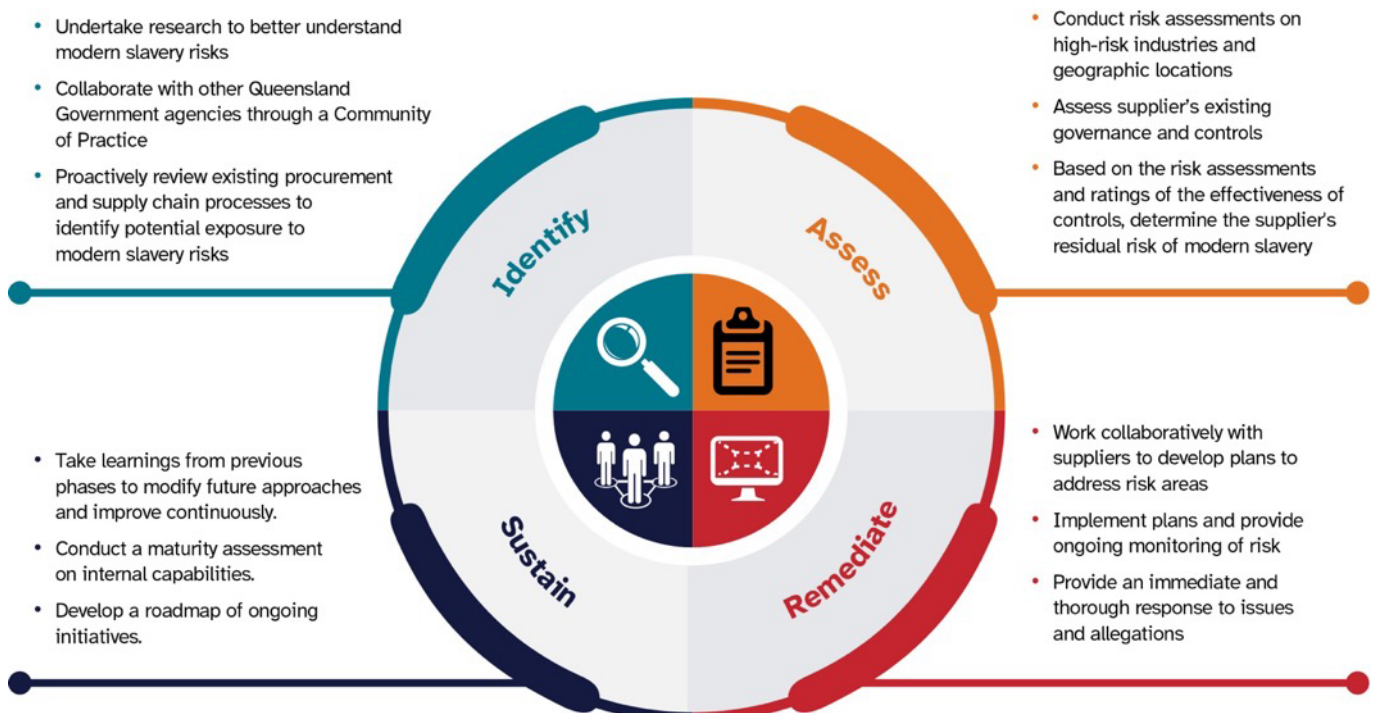 • Undertake research to better understand
modern slavery risks
• Collaborate with other Queensland
Government agencies through a Community
of Practice
• Proactively review existing procurement
and supply chain processes to
identify potential exposure to
modern slavery risks
Identify
• Conduct risk assessments on
high-risk industries and
geographic locations
• Assess supplier’s existing
governance and controls
• Based on the risk assessments
and ratings of the effectiveness of
controls, determine the supplier's
residual risk of modern slavery
Assess
• Take learnings from previous
phases to modify future approaches
and improve continuously.
• Conduct a maturity assessment
on internal capabilities.
• Develop a roadmap of ongoing
initiatives.
Sustain
• Work collaboratively with
suppliers to develop plans to
address risk areas
• Implement plans and provide
ongoing monitoring of risk
• Provide an immediate and
thorough response to issues
and allegations
Remediate